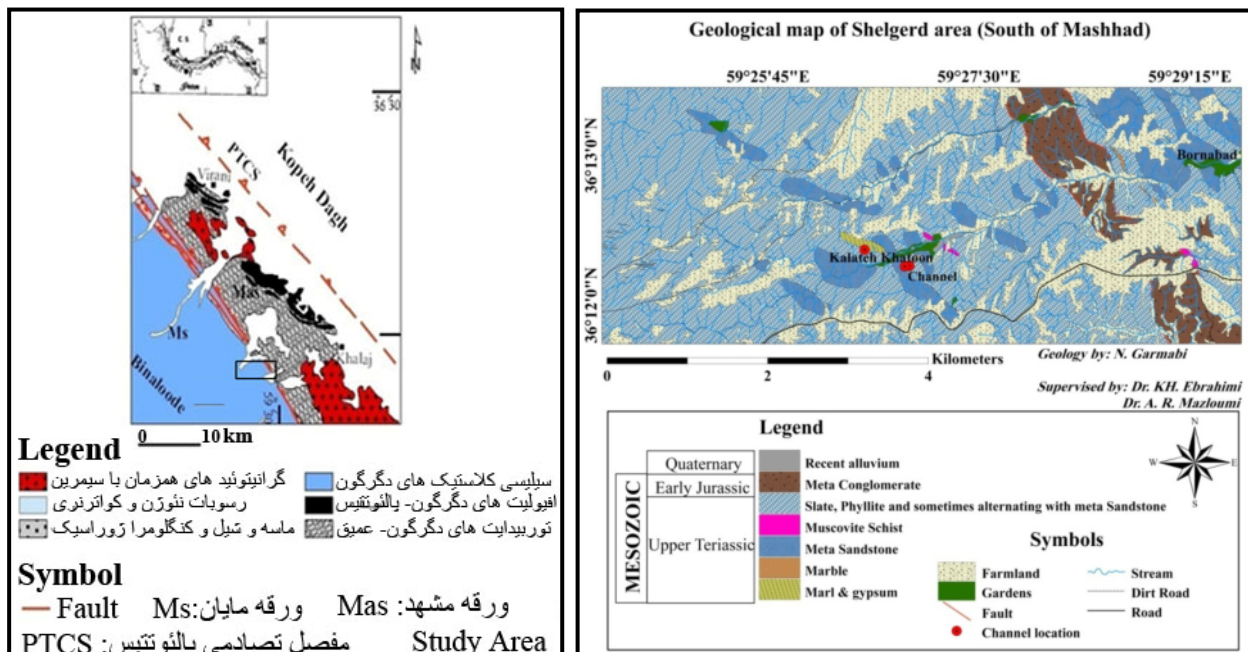 36 30
N
PTCS
Kopeh Dagh
Virani
Mas
Ms
Khalaj
Binaloode
59 30
0 10 km
Legend
گرانیتوئید های همزمان با سیمرین
سیلیسی کلاستیک های دگرگون
رسوبات نئوژن و کواترنری
افیولیت های دگرگون- پالئوتتیس
ماسه و شیل و کنگلومرا ژوراسیک
توربیدایت های دگرگون- عمیق
Symbol
Fault
Ms: ورقه مایان
Mas: ورقه مشهد
PTCS: مفصل تصادمی پالئوتتیس
Study Area
Geological map of Shelgerd area (South of Mashhad)
59°25'45"E 59°27'30"E 59°29'15"E
36°13'0"N
36°12'0"N
Bornabad
Kalateh Khatoon
Channel
Kilometers
0 2 4
Geology by: N. Garmabi
Supervised by: Dr. KH. Ebrahimi
Dr. A. R. Mazloumi
Legend
MESOZOIC
Quaternary
Early Jurassic
Upper Teriassic
Recent alluvium
Meta Conglomerate
Slate, Phyllite and sometimes alternating with meta Sandstone
Muscovite Schist
Meta Sandstone
Marble
Marl & gypsum
N
W E
S
Symbols
Farmland
Gardens
Fault
Channel location
Stream
Dirt Road
Road